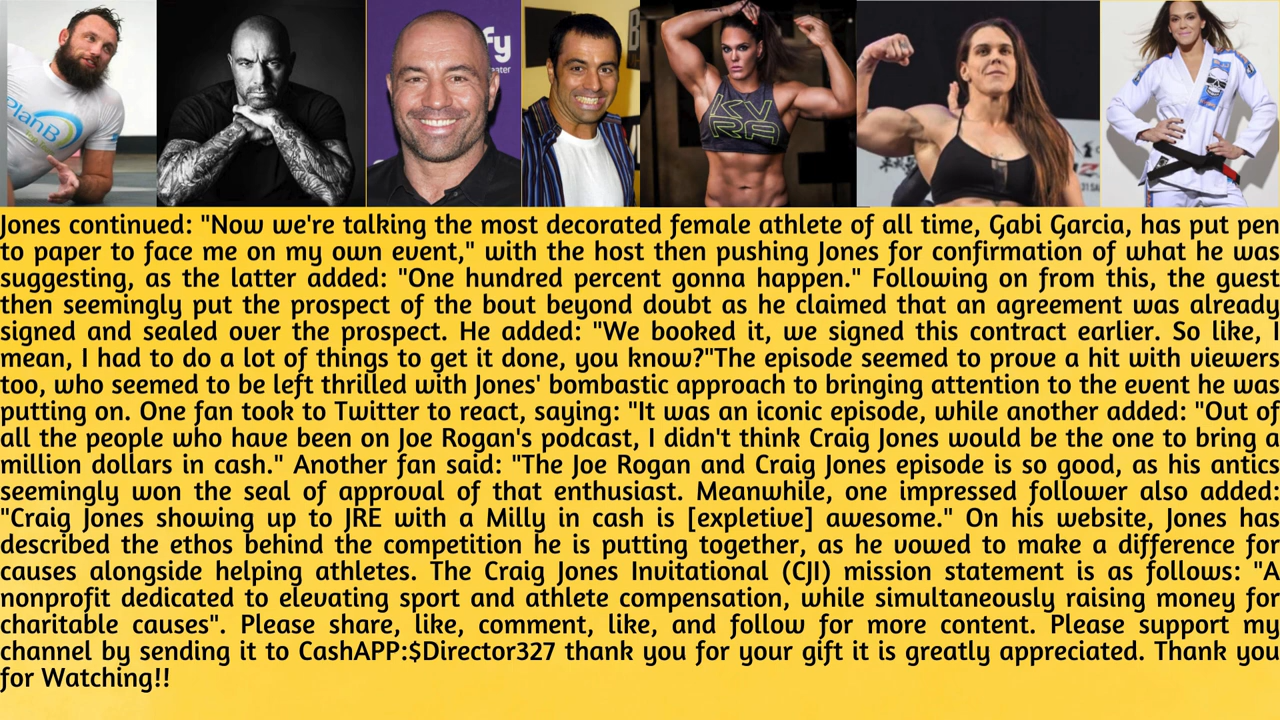 PlanB
fy
eater
KV
RA
31 SA
Jones continued: "Now we're talking the most decorated female athlete of all time, Gabi Garcia, has put pen
to paper to face me on my own event," with the host then pushing Jones for confirmation of what he was
suggesting, as the latter added: "One hundred percent gonna happen." Following on from this, the guest
then seemingly put the prospect of the bout beyond doubt as he claimed that an agreement was already
signed and sealed over the prospect. He added: "We booked it, we signed this contract earlier. So like, I
mean, I had to do a lot of things to get it done, you know?"The episode seemed to prove a hit with viewers
too, who seemed to be left thrilled with Jones' bombastic approach to bringing attention to the event he was
putting on. One fan took to Twitter to react, saying: "It was an iconic episode, while another added: "Out of
all the people who have been on Joe Rogan's podcast, I didn't think Craig Jones would be the one to bring a
million dollars in cash." Another fan said: "The Joe Rogan and Craig Jones episode is so good, as his antics
seemingly won the seal of approval of that enthusiast. Meanwhile, one impressed follower also added:
"Craig Jones showing up to JRE with a Milly in cash is [expletive] awesome." On his website, Jones has
described the ethos behind the competition he is putting together, as he vowed to make a difference for
causes alongside helping athletes. The Craig Jones Invitational (CJI) mission statement is as follows: "A
nonprofit dedicated to elevating sport and athlete compensation, while simultaneously raising money for
charitable causes". Please share, like, comment, like, and follow for more content. Please support my
channel by sending it to CashAPP:$Director327 thank you for your gift it is greatly appreciated. Thank you
for Watching!!